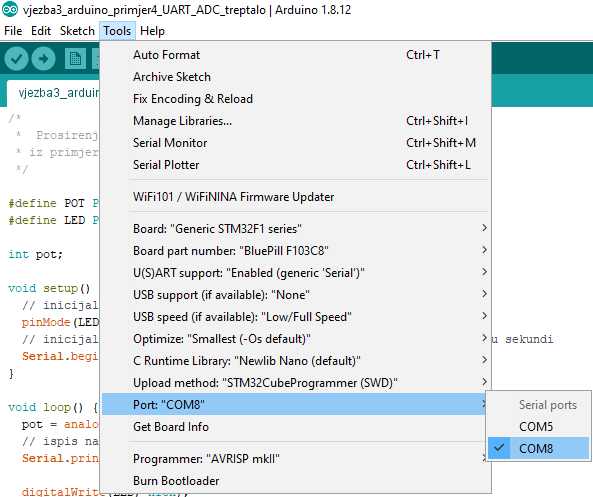 vjezba3_arduino_primjer4_UART_ADC_treptalo | Arduino 1.8.12
File Edit Sketch Tools Help
vjezba3_arduin
/*
* Prosirenj
* iz primjer
*/
#define POT P
#define LED P
int pot;
void setup()
// inicijal
pinMode(LED
// inicijal u sekundi
Serial.begi
}
void loop() {
pot = analo
// ispis na
Serial.prin
Auto Format Ctrl+T
Archive Sketch
Fix Encoding & Reload
Manage Libraries... Ctrl+Shift+I
Serial Monitor Ctrl+Shift+M
Serial Plotter Ctrl+Shift+L
WiFi101 / WiFiNINA Firmware Updater
Board: "Generic STM32F1 series"
Board part number: "BluePill F103C8"
U(S)ART support: "Enabled (generic 'Serial')"
USB support (if available): "None"
USB speed (if available): "Low/Full Speed"
Optimize: "Smallest (-Os default)"
C Runtime Library: "Newlib Nano (default)"
Upload method: "STM32CubeProgrammer (SWD)"
Port: "COM8"
Get Board Info
Programmer: "AVRISP mkII"
Burn Bootloader
Serial ports
COM5
COM8